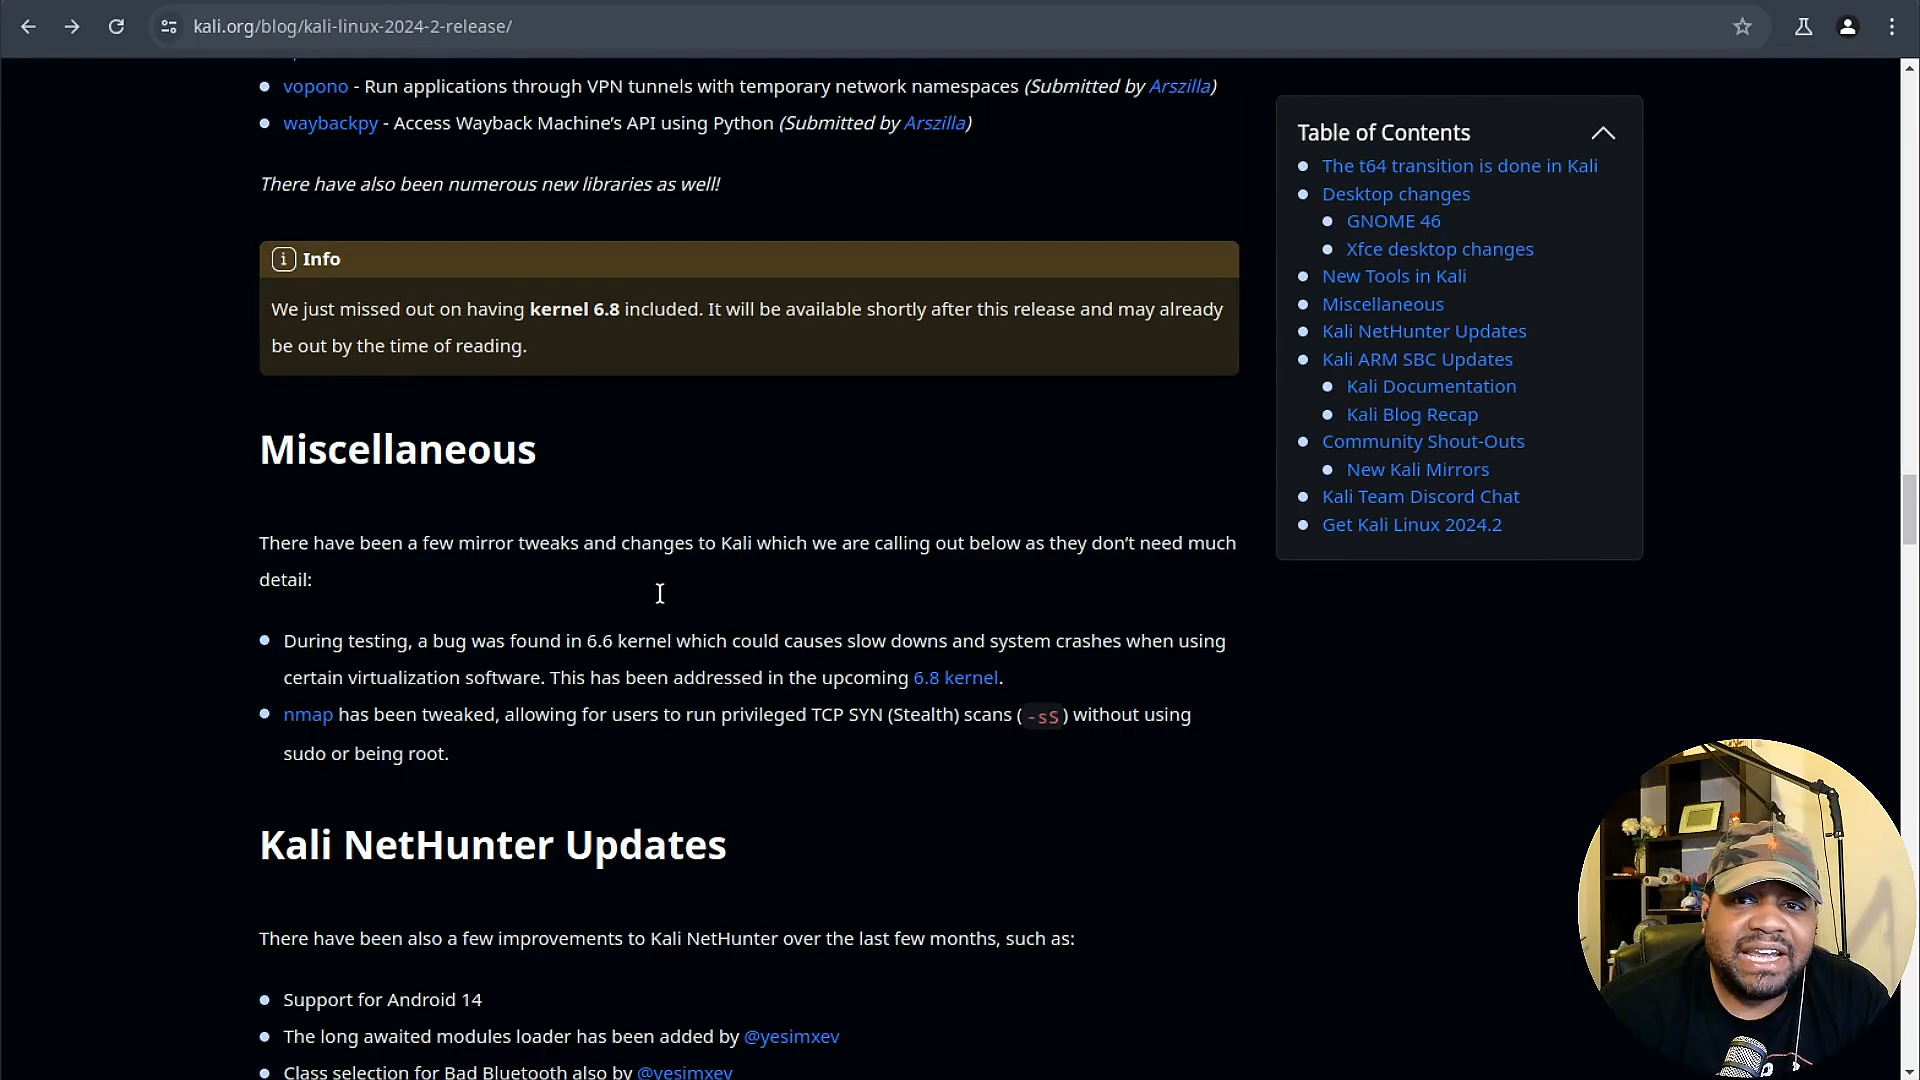 kali.org/blog/kali-linux-2024-2-release/
vopono - Run applications through VPN tunnels with temporary network namespaces (Submitted by Arszilla)
waybackpy - Access Wayback Machine’s API using Python (Submitted by Arszilla)
There have also been numerous new libraries as well!
Info
We just missed out on having kernel 6.8 included. It will be available shortly after this release and may already
be out by the time of reading.
Miscellaneous
There have been a few mirror tweaks and changes to Kali which we are calling out below as they don’t need much
detail:
During testing, a bug was found in 6.6 kernel which could causes slow downs and system crashes when using
certain virtualization software. This has been addressed in the upcoming 6.8 kernel.
nmap has been tweaked, allowing for users to run privileged TCP SYN (Stealth) scans (-sS) without using
sudo or being root.
Kali NetHunter Updates
There have been also a few improvements to Kali NetHunter over the last few months, such as:
Support for Android 14
The long awaited modules loader has been added by @yesimxev
Class selection for Bad Bluetooth also by @yesimxev
Table of Contents
The t64 transition is done in Kali
Desktop changes
GNOME 46
Xfce desktop changes
New Tools in Kali
Miscellaneous
Kali NetHunter Updates
Kali ARM SBC Updates
Kali Documentation
Kali Blog Recap
Community Shout-Outs
New Kali Mirrors
Kali Team Discord Chat
Get Kali Linux 2024.2